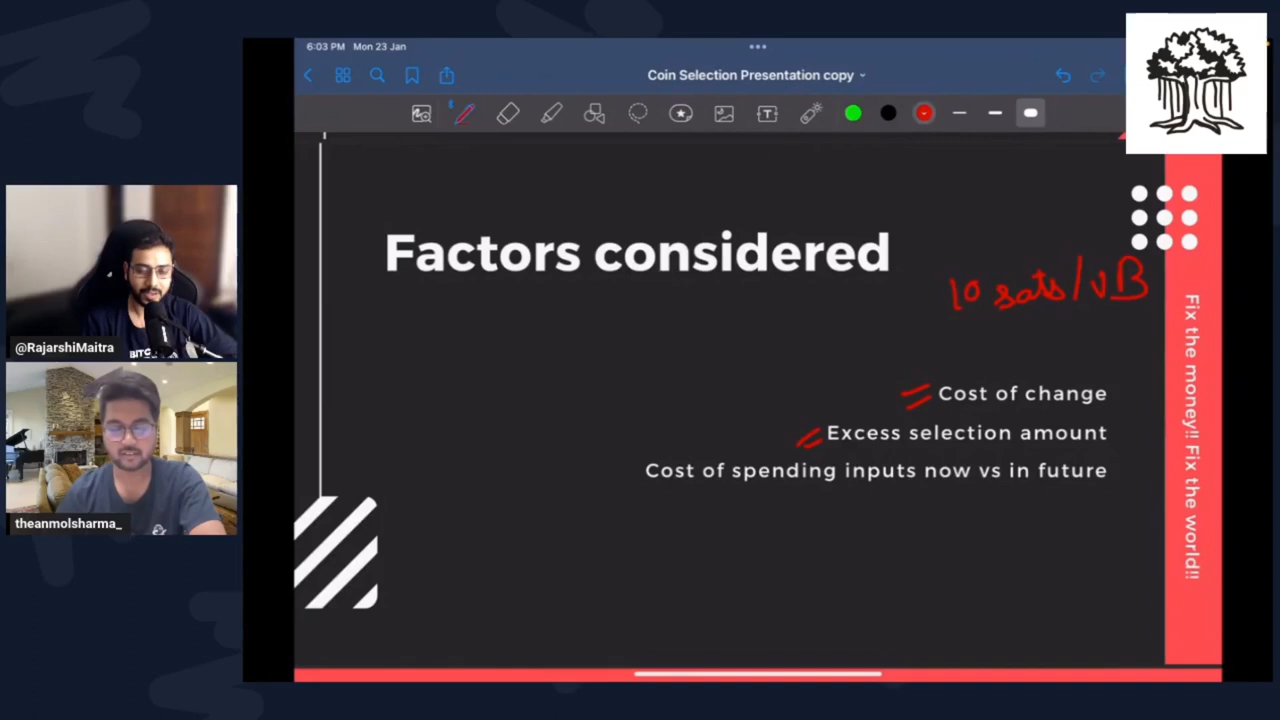 6:03 PM Mon 23 Jan
Coin Selection Presentation copy
T
Factors considered
10 sats/vB
Cost of change
Excess selection amount
Cost of spending inputs now vs in future
Fix the money!! Fix the world!!
@RajarshiMaitra
BITC
theanmolsharma_